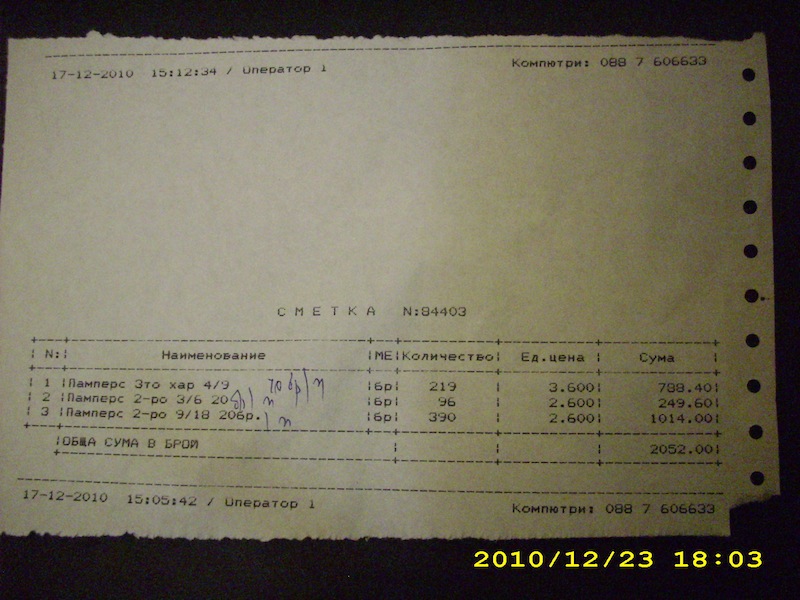 17-12-2010 15:12:34 / Оператор 1 Компютри: 088 7 606633
С М Е Т К А N:84403
N: Наименование МЕ Количество Ед.цена Сума
1 Памперс 3то хар 4/9 20 бр/п бр 219 3.600 788.40
2 Памперс 2-ро 3/6 20бр/п бр 96 2.600 249.60
3 Памперс 2-ро 9/18 20бр./п бр 390 2.600 1014.00
ОБЩА СУМА В БРОЙ 2052.00
17-12-2010 15:05:42 / Оператор 1 Компютри: 088 7 606633
2010/12/23 18:03